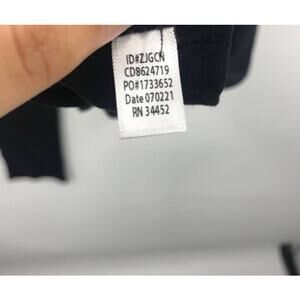 ID#ZJGCN
CD8624719
PO#1733652
Date 070221
RN 34452